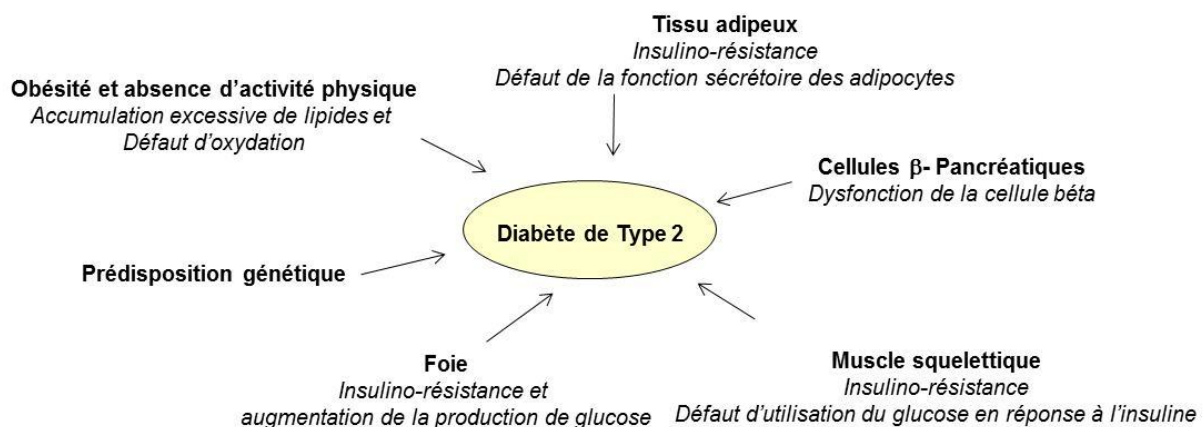 Tissu adipeux
Insulino-résistance
Défaut de la fonction sécrétoire des adipocytes
Obésité et absence d’activité physique
Accumulation excessive de lipides et
Défaut d’oxydation
Cellules β- Pancréatiques
Dysfonction de la cellule béta
Diabète de Type 2
Prédisposition génétique
Foie
Insulino-résistance et
augmentation de la production de glucose
Muscle squelettique
Insulino-résistance
Défaut d’utilisation du glucose en réponse à l’insuline